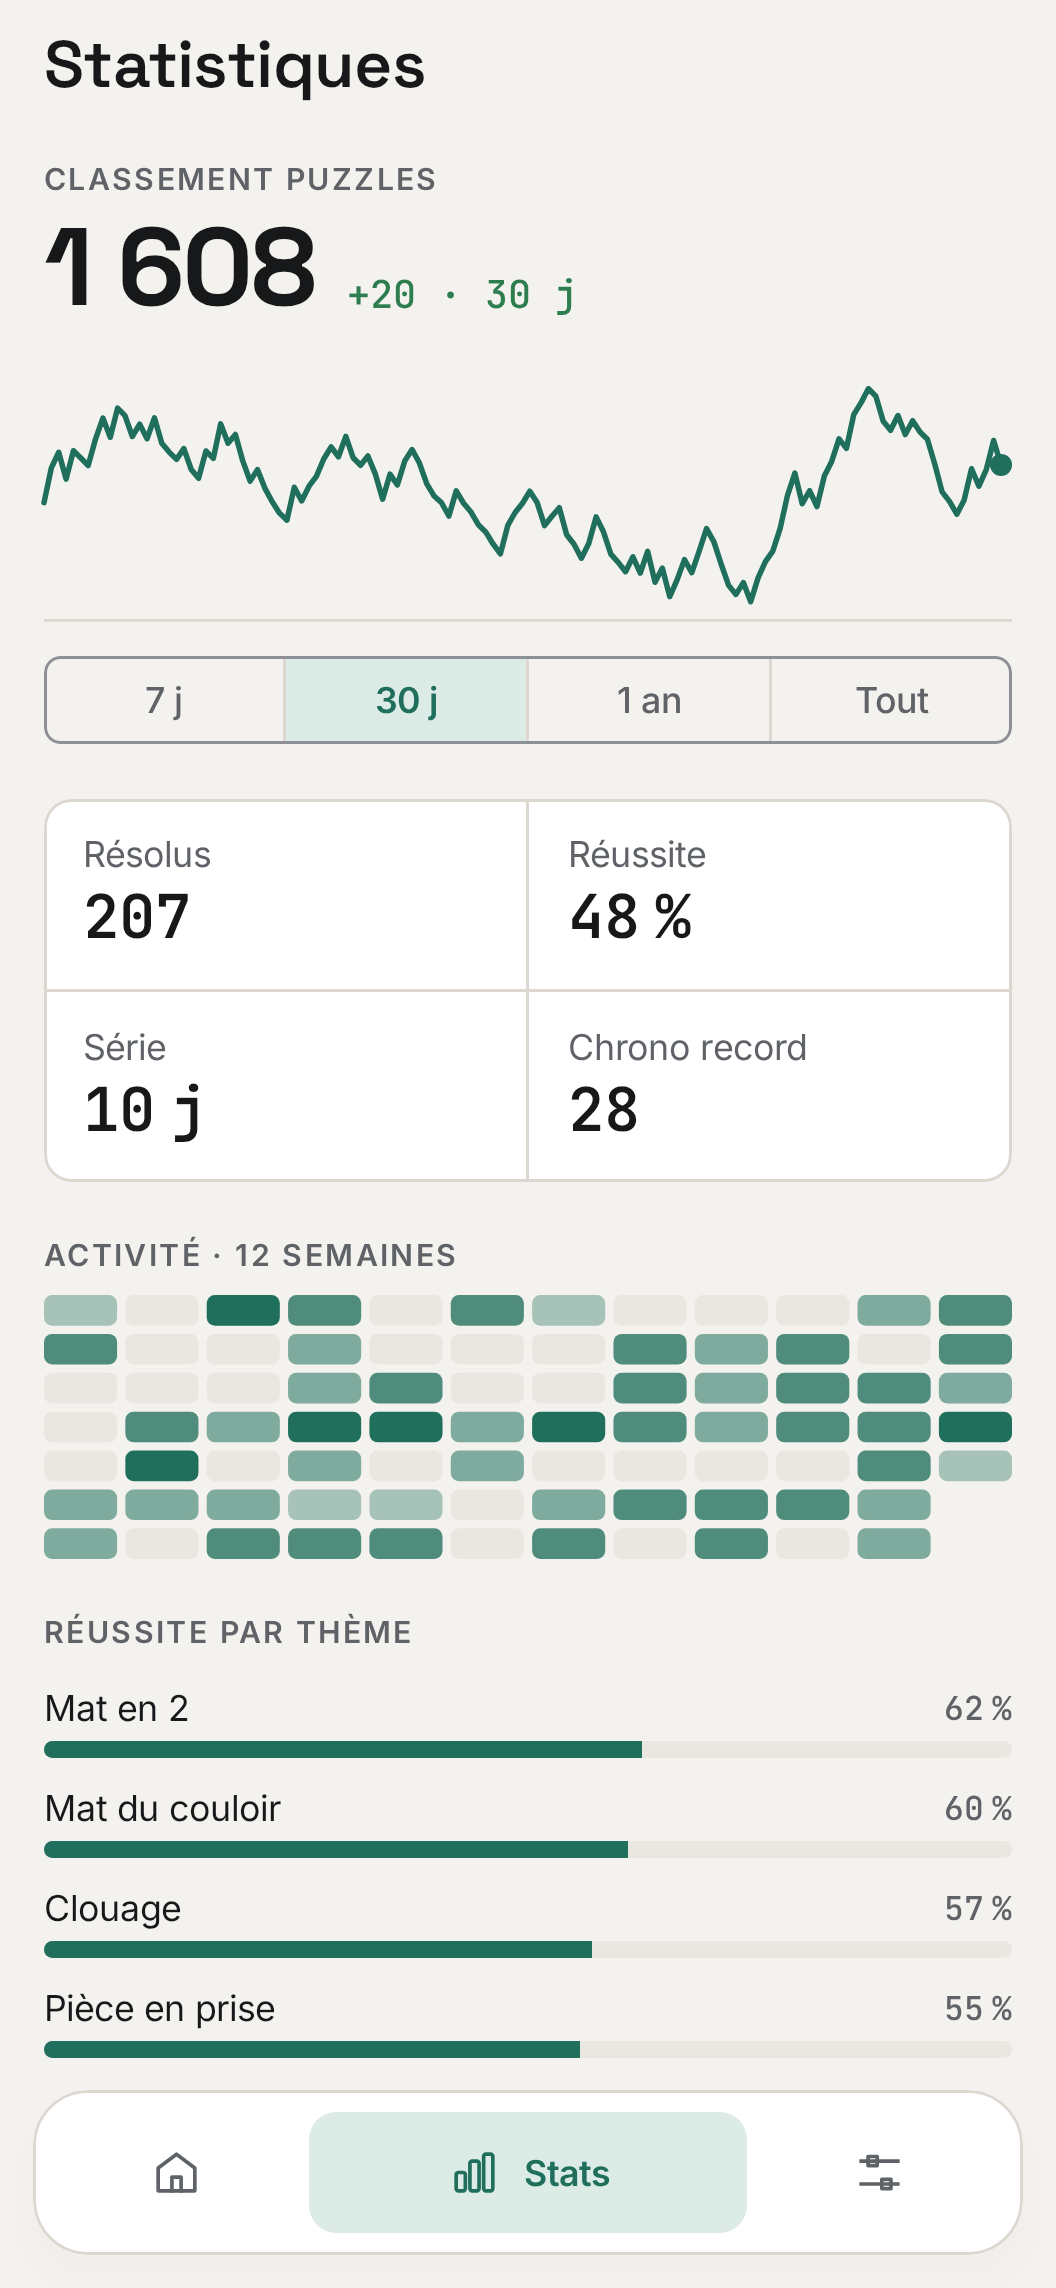 Statistiques
CLASSEMENT PUZZLES
1 608 +20 · 30 j
7 j 30 j 1 an Tout
Résolus Réussite
207 48 %
Série Chrono record
10 j 28
ACTIVITÉ · 12 SEMAINES
RÉUSSITE PAR THÈME
Mat en 2 62 %
Mat du couloir 60 %
Clouage 57 %
Pièce en prise 55 %
Stats